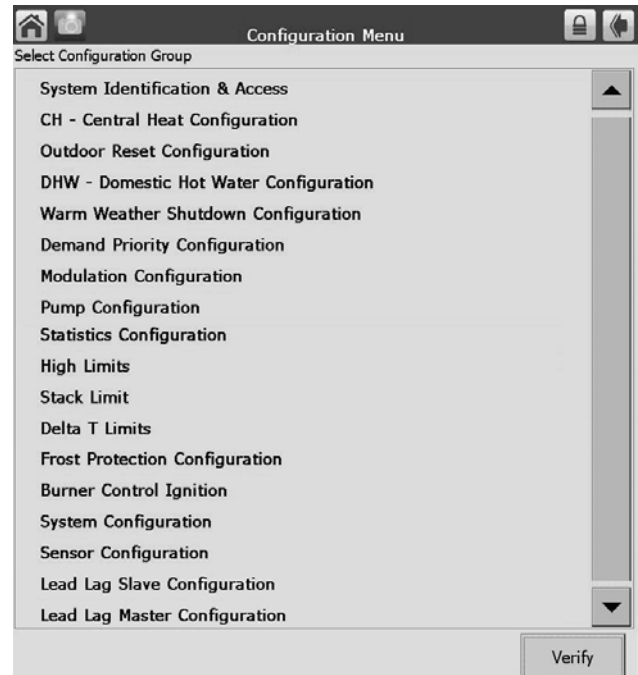 Configuration Menu
Select Configuration Group
System Identification & Access
CH - Central Heat Configuration
Outdoor Reset Configuration
DHW - Domestic Hot Water Configuration
Warm Weather Shutdown Configuration
Demand Priority Configuration
Modulation Configuration
Pump Configuration
Statistics Configuration
High Limits
Stack Limit
Delta T Limits
Frost Protection Configuration
Burner Control Ignition
System Configuration
Sensor Configuration
Lead Lag Slave Configuration
Lead Lag Master Configuration
Verify